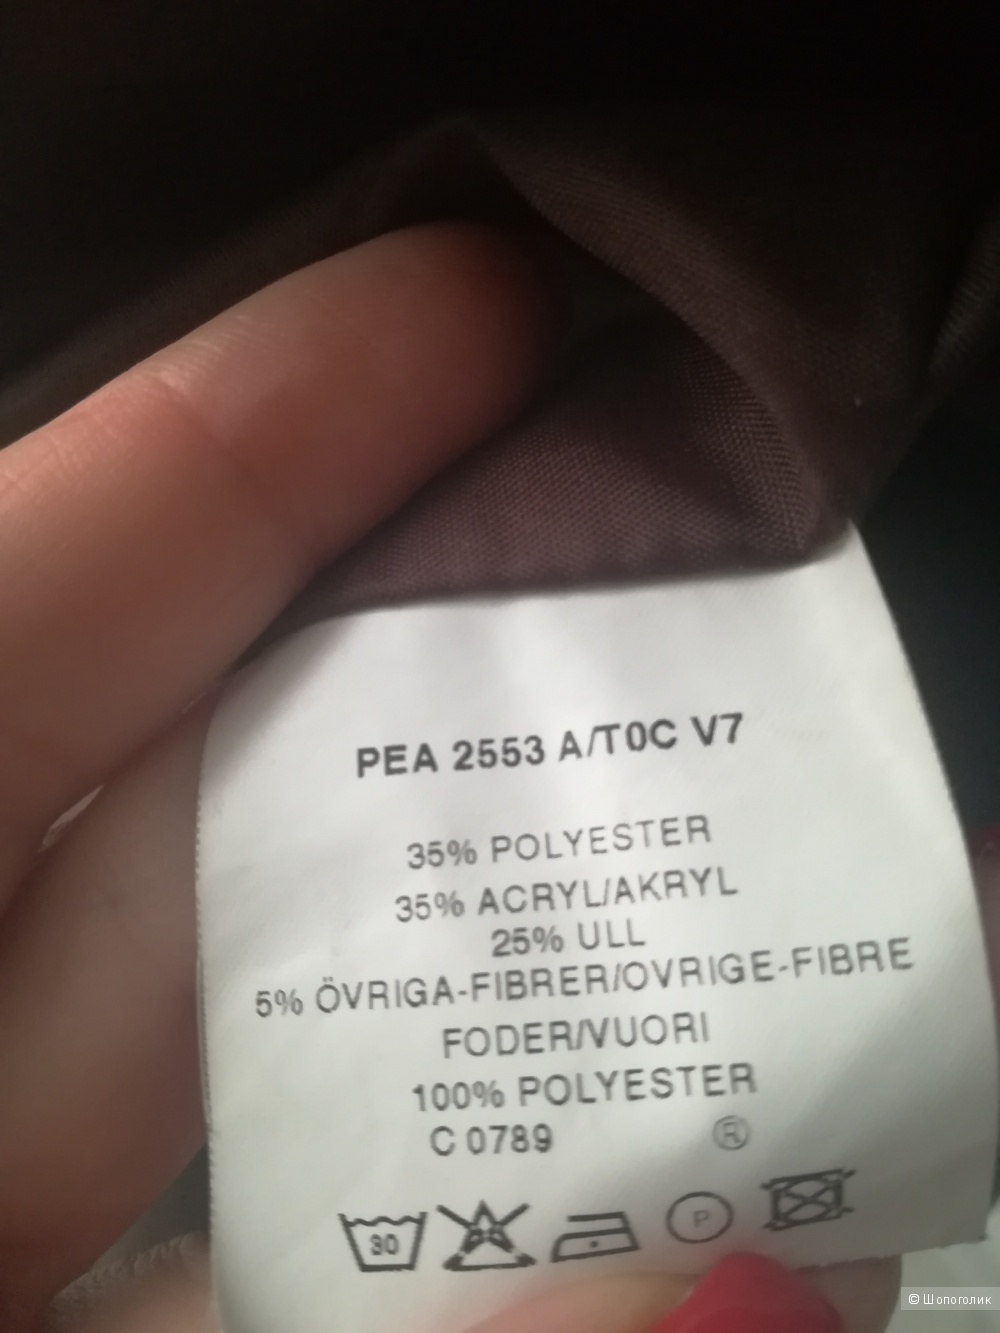 PEA 2553 A/T0C V7
35% POLYESTER
35% ACRYL/AKRYL
25% ULL
5% ÖVRIGA-FIBRER/OVRIGE-FIBRE
FODER/VUORI
100% POLYESTER
C 0789 ®
30
P
© Шопоголик